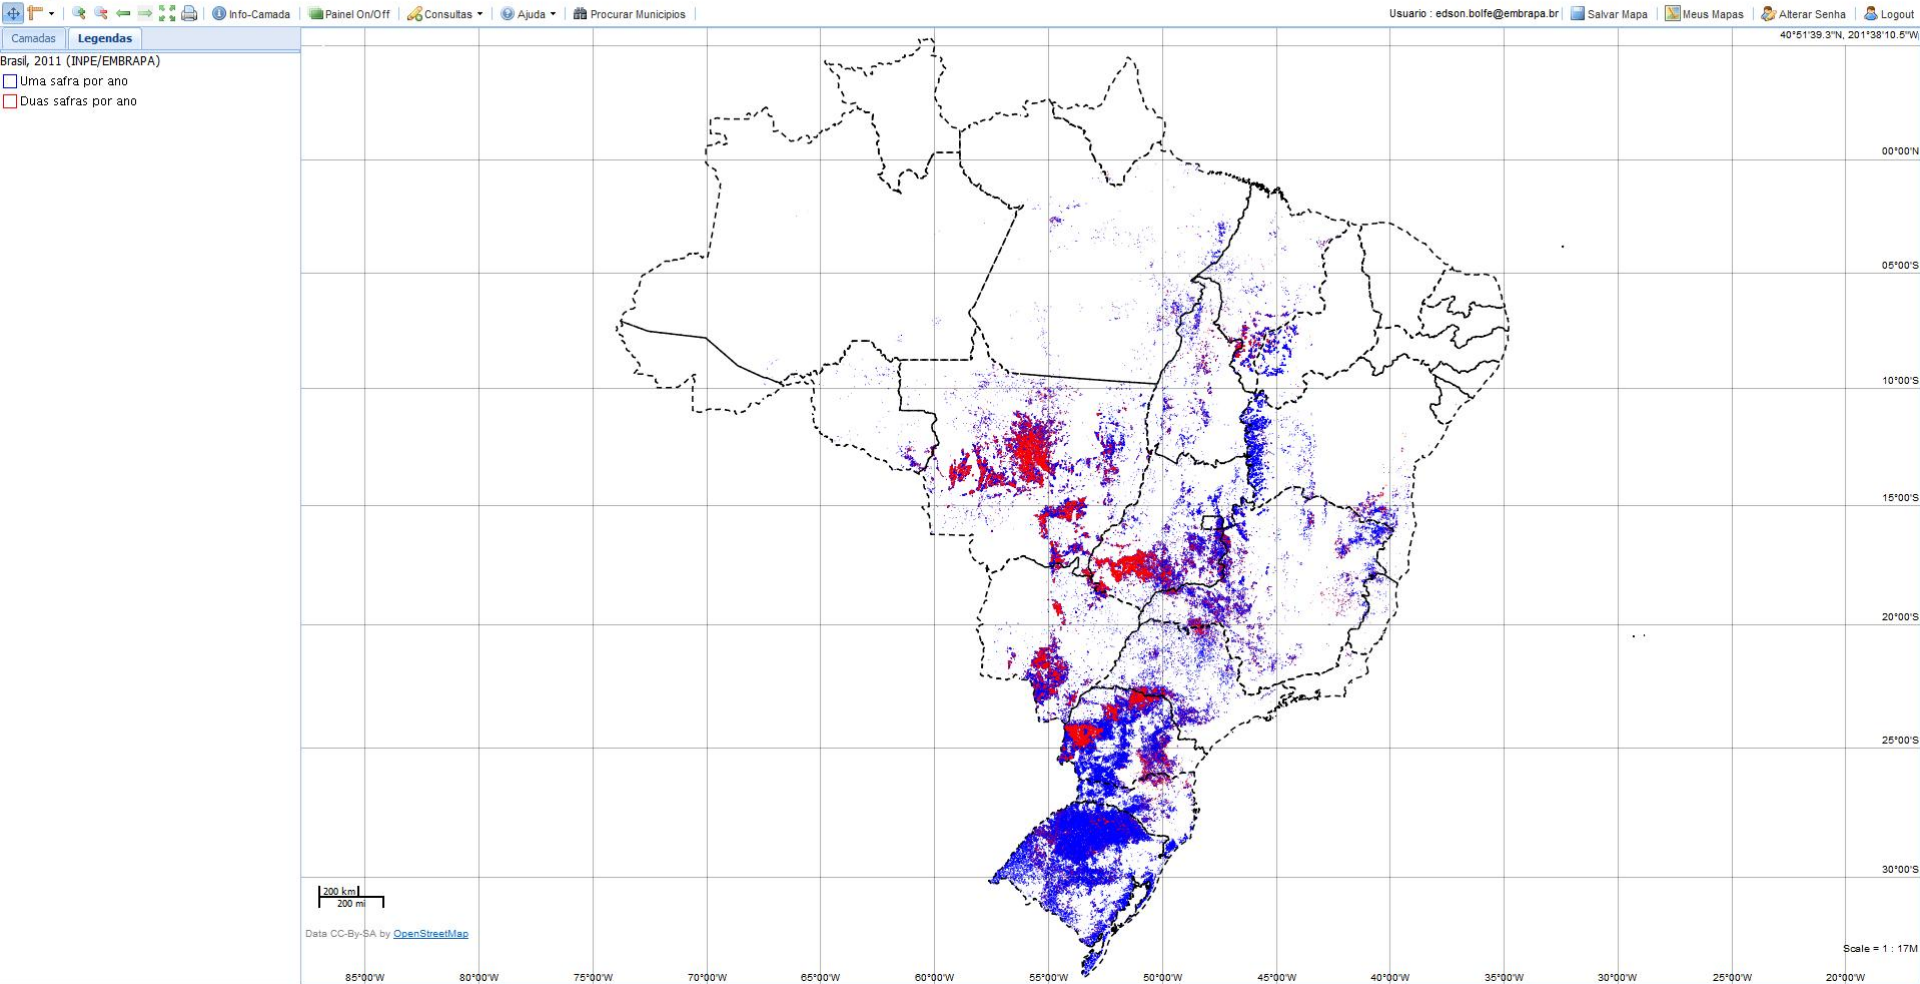 Info-Camada Painel On/Off Consultas Ajuda Procurar Municipios Usuario : edson.bolfe@embrapa.br Salvar Mapa Meus Mapas Alterar Senha Logout
Camadas Legendas
40°51'39.3"N, 201°38'10.5"W
Brasil, 2011 (INPE/EMBRAPA)
Uma safra por ano
Duas safras por ano
00°00'N
05°00'S
10°00'S
15°00'S
20°00'S
25°00'S
30°00'S
200 km
200 mi
Data CC-By-SA by OpenStreetMap
Scale = 1 : 17M
85°00'W 80°00'W 75°00'W 70°00'W 65°00'W 60°00'W 55°00'W 50°00'W 45°00'W 40°00'W 35°00'W 30°00'W 25°00'W 20°00'W